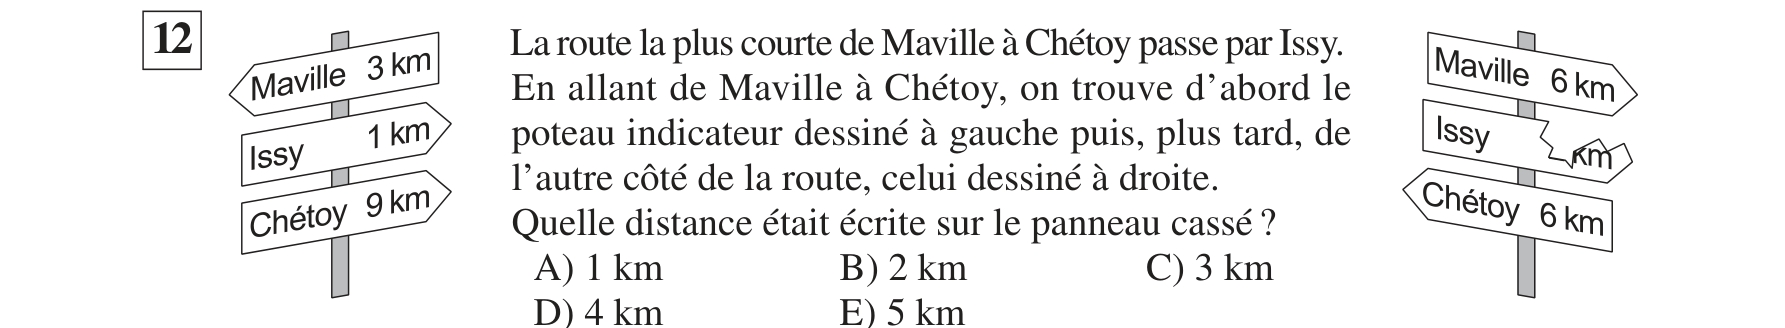 12
Maville 3 km
Issy 1 km
Chétoy 9 km
La route la plus courte de Maville à Chétoy passe par Issy.
En allant de Maville à Chétoy, on trouve d’abord le
poteau indicateur dessiné à gauche puis, plus tard, de
l’autre côté de la route, celui dessiné à droite.
Quelle distance était écrite sur le panneau cassé ?
A) 1 km B) 2 km C) 3 km
D) 4 km E) 5 km
Maville 6 km
Issy km
Chétoy 6 km